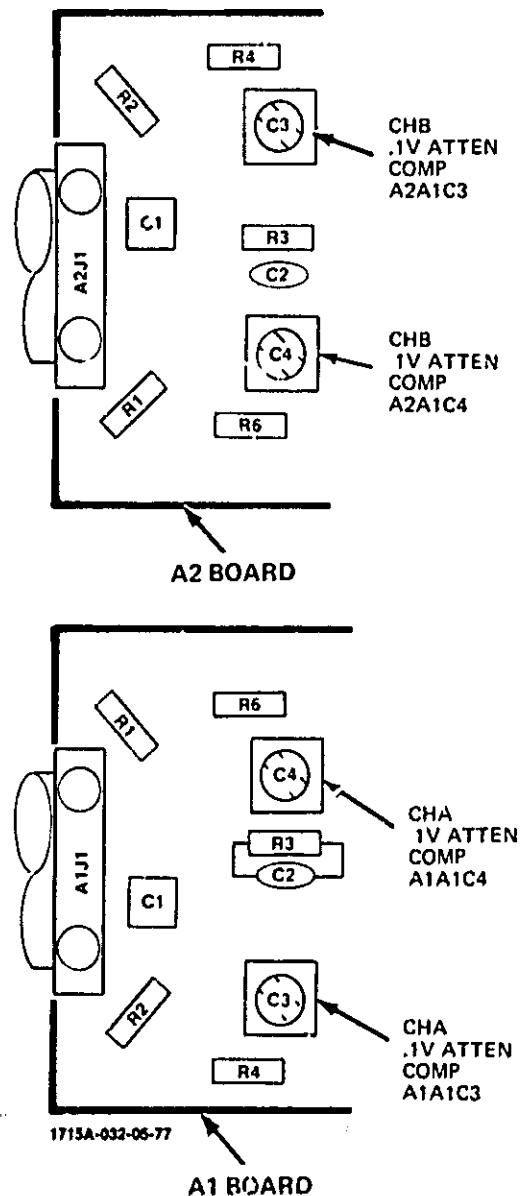 R4
R2
C3
CHB
.1V ATTEN
COMP
A2A1C3
C1
A2J1
R3
C2
C4
CHB
1V ATTEN
COMP
A2A1C4
R1
R6
A2 BOARD
R6
R1
C4
CHA
1V ATTEN
COMP
A1A1C4
R3
C2
A1J1
C1
C3
R2
CHA
.1V ATTEN
COMP
A1A1C3
R4
1715A-032-05-77
A1 BOARD